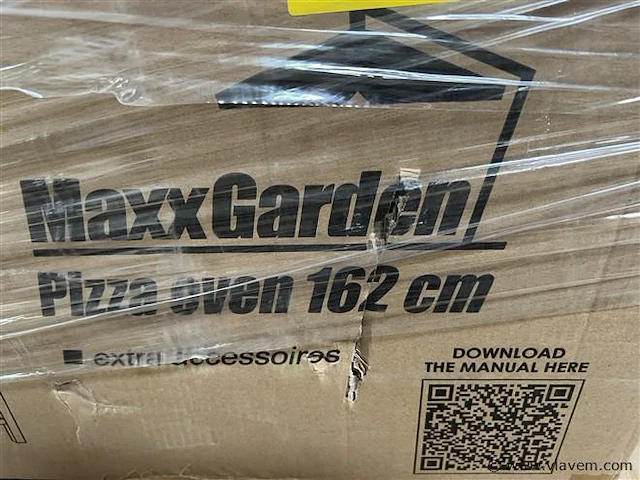 MaxxGarden
Pizza oven 162 cm
extra accessoires
DOWNLOAD
THE MANUAL HERE
© www.vlavem.com